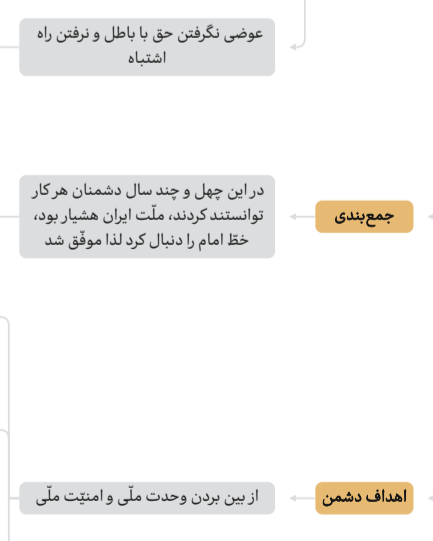 عوضی نگرفتن حق با باطل و نرفتن راه
اشتباه
جمع‌بندی
در این چهل و چند سال دشمنان هر کار
توانستند کردند، ملّت ایران هشیار بود،
خطّ امام را دنبال کرد لذا موفّق شد
اهداف دشمن
از بین بردن وحدت ملّی و امنیّت ملّی